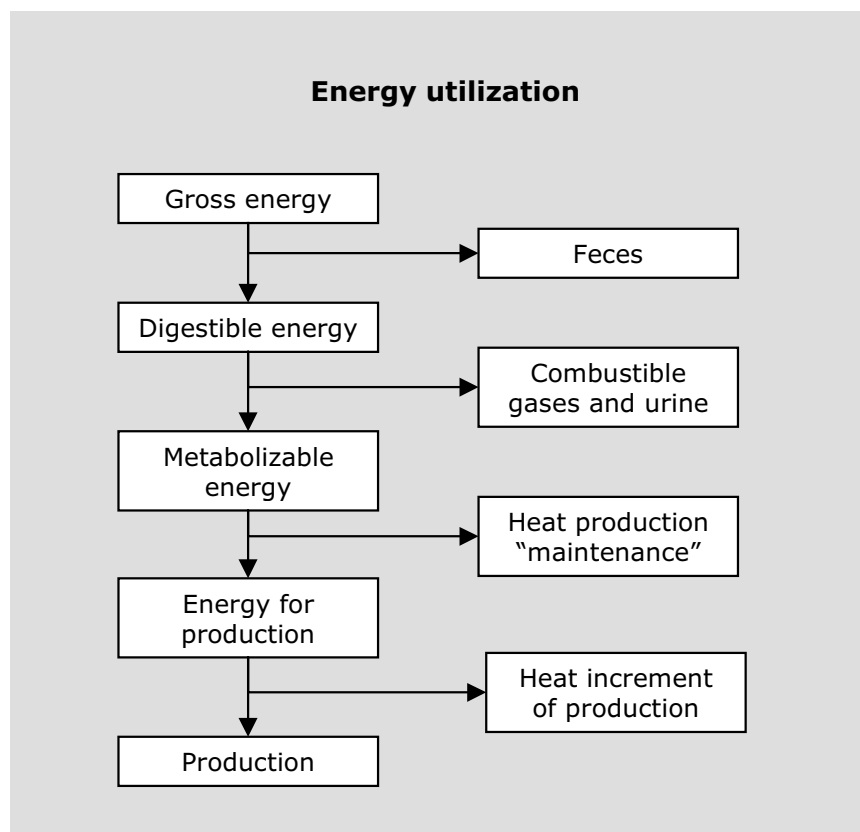 Energy utilization
Gross energy
Feces
Digestible energy
Combustible
gases and urine
Metabolizable
energy
Heat production
“maintenance”
Energy for
production
Heat increment
of production
Production